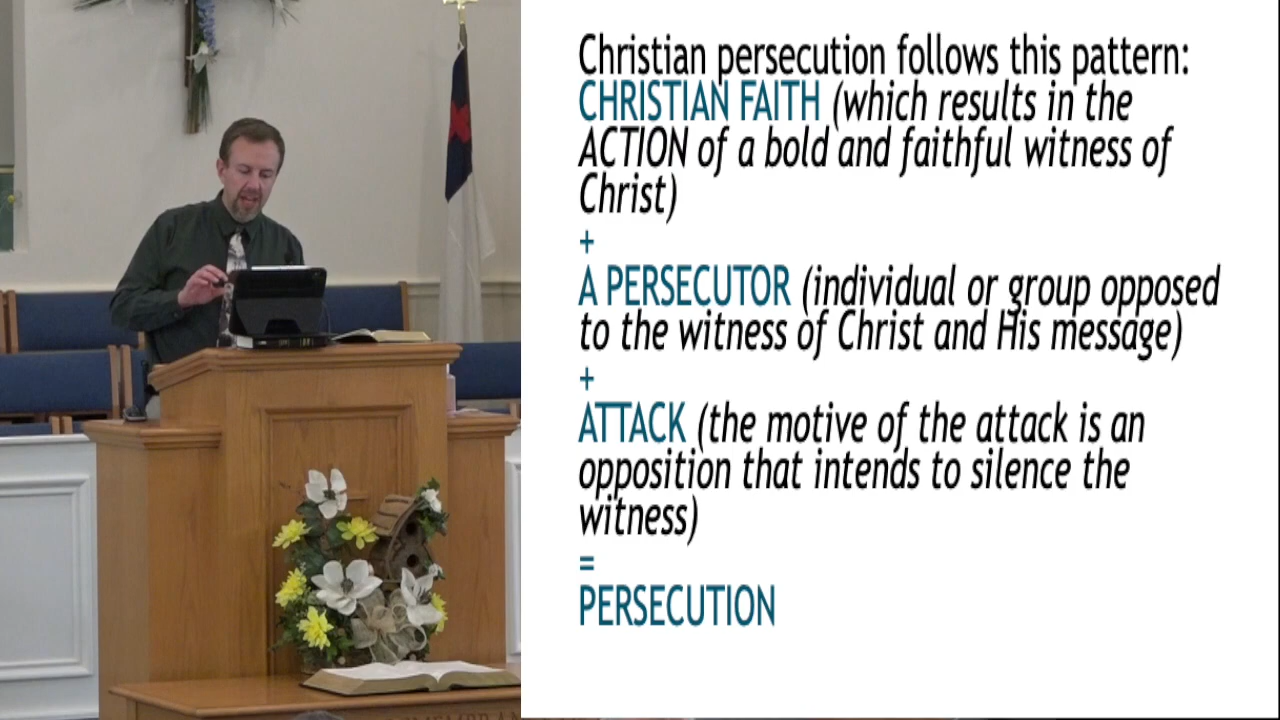 Christian persecution follows this pattern:
CHRISTIAN FAITH (which results in the
ACTION of a bold and faithful witness of
Christ)
+
A PERSECUTOR (individual or group opposed
to the witness of Christ and His message)
+
ATTACK (the motive of the attack is an
opposition that intends to silence the
witness)
=
PERSECUTION